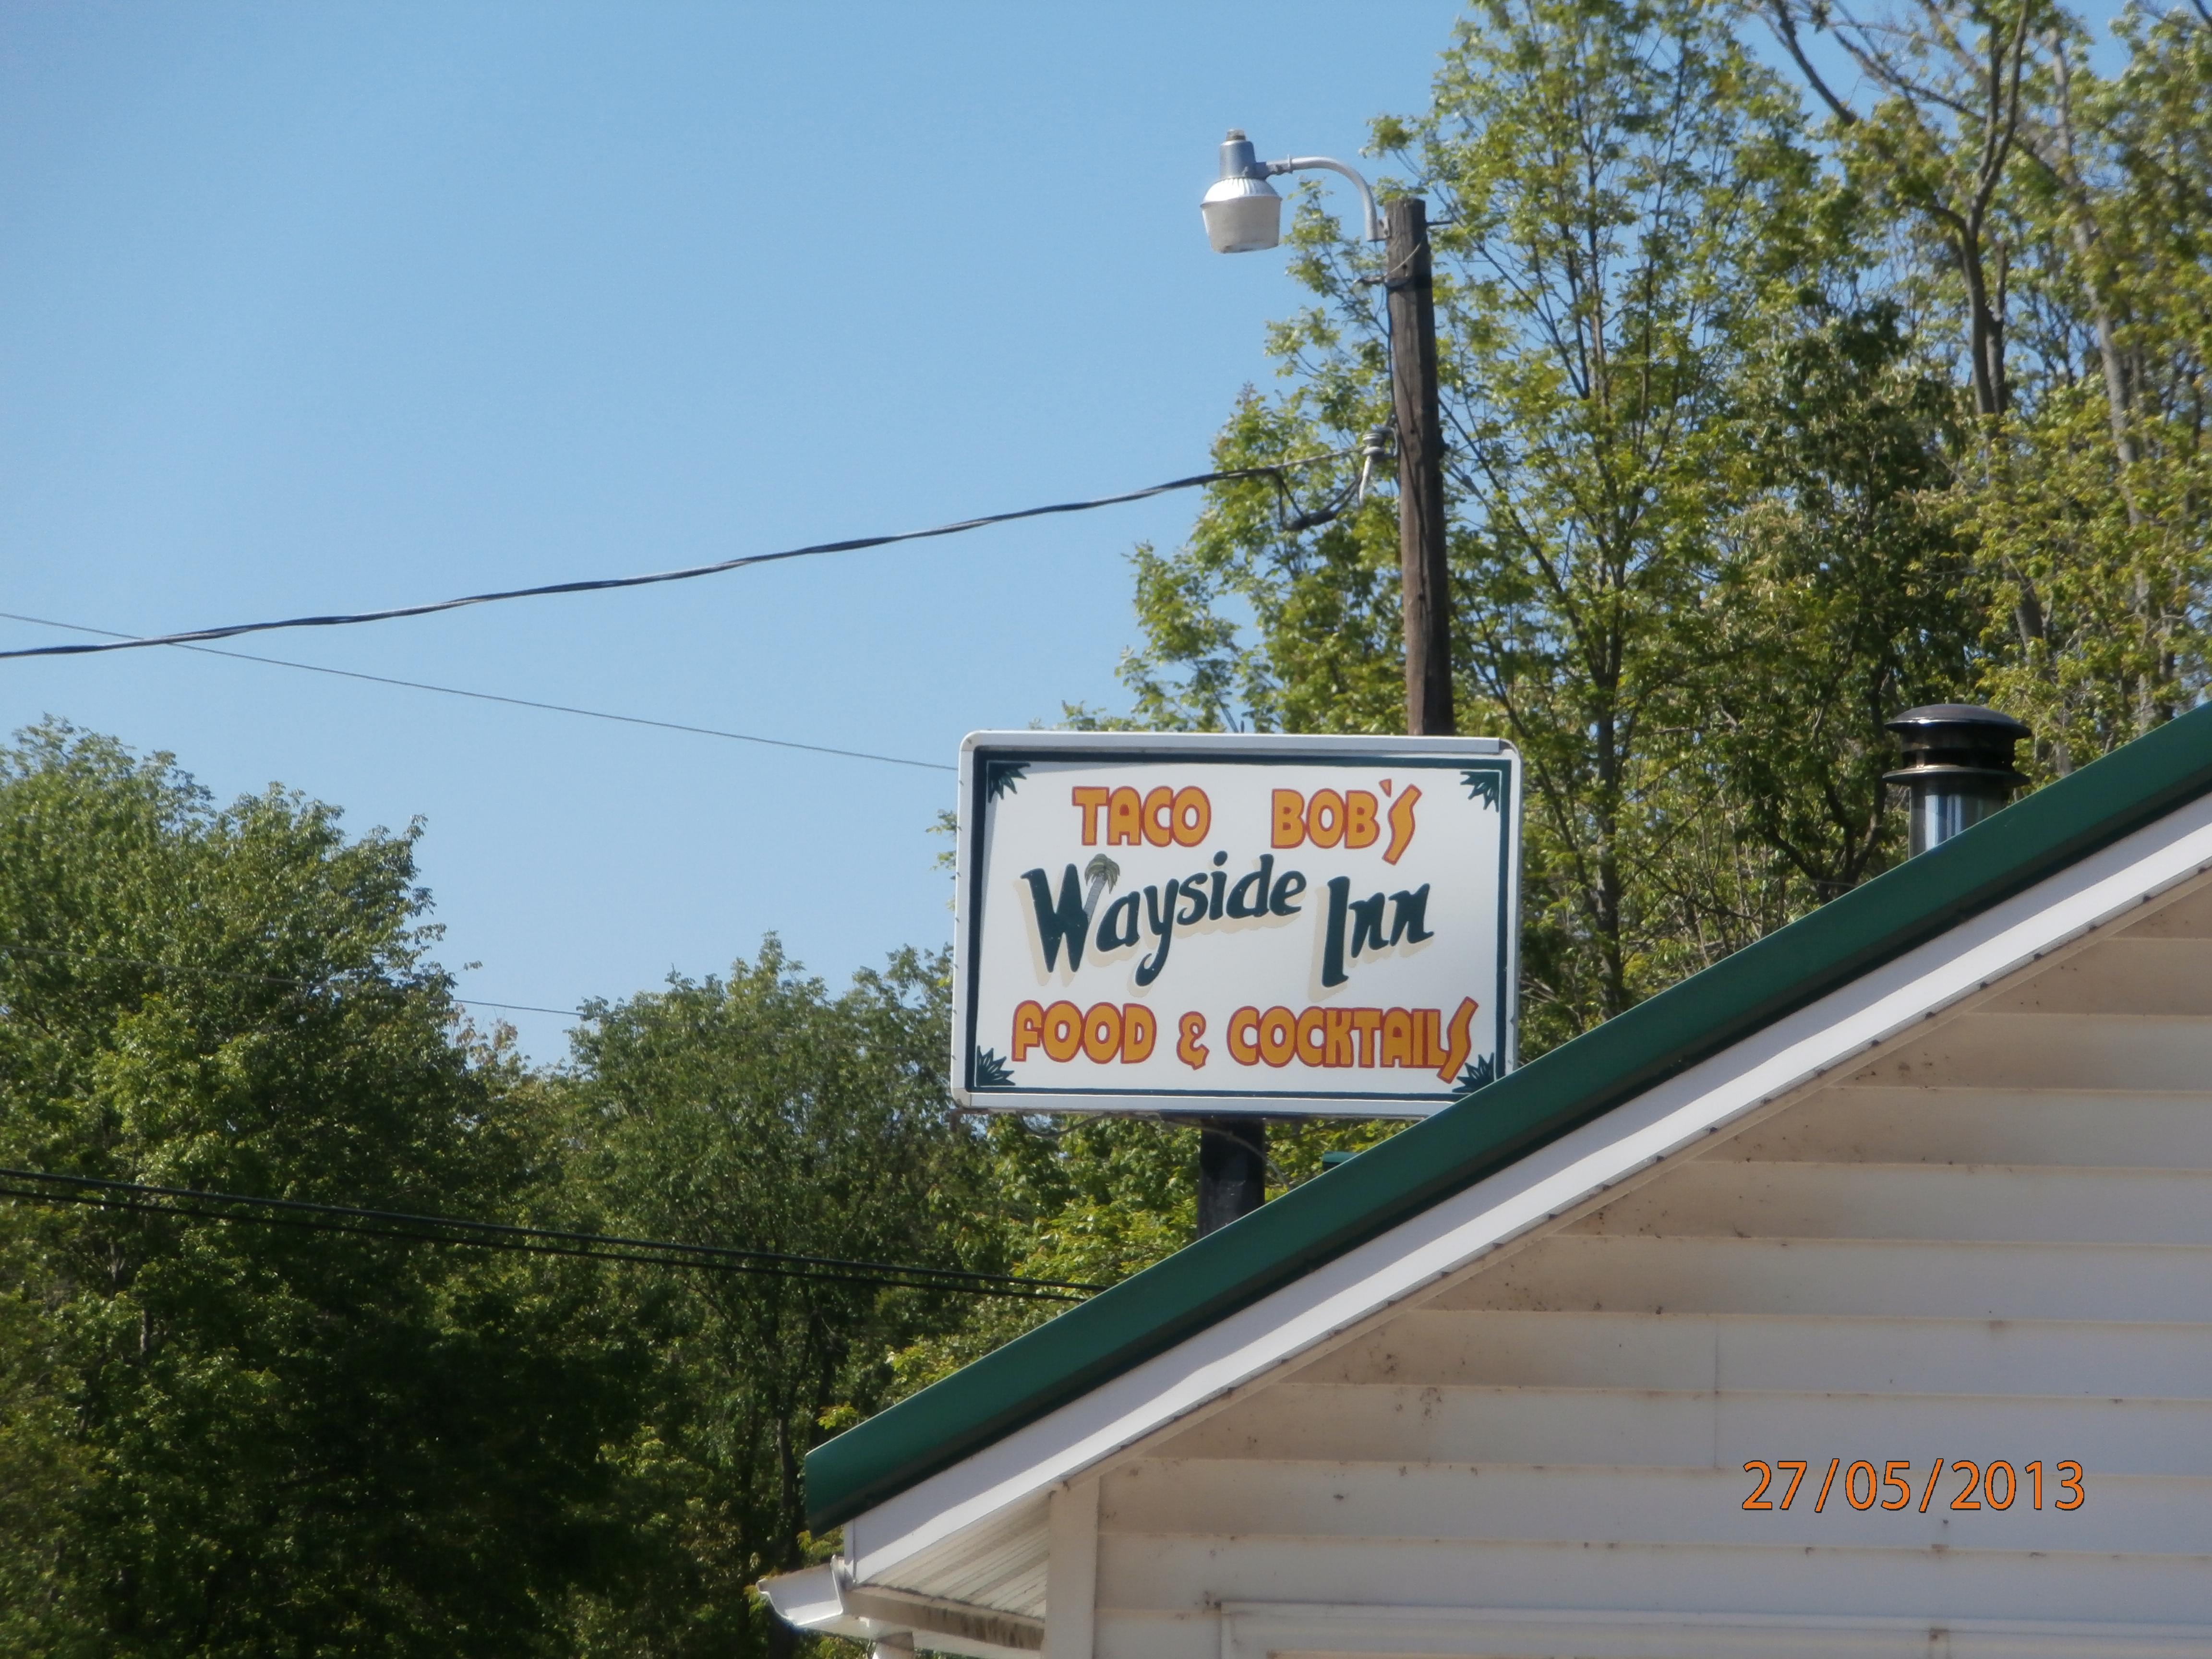 TACO BOB'S
Wayside Inn
FOOD & COCKTAILS
27/05/2013